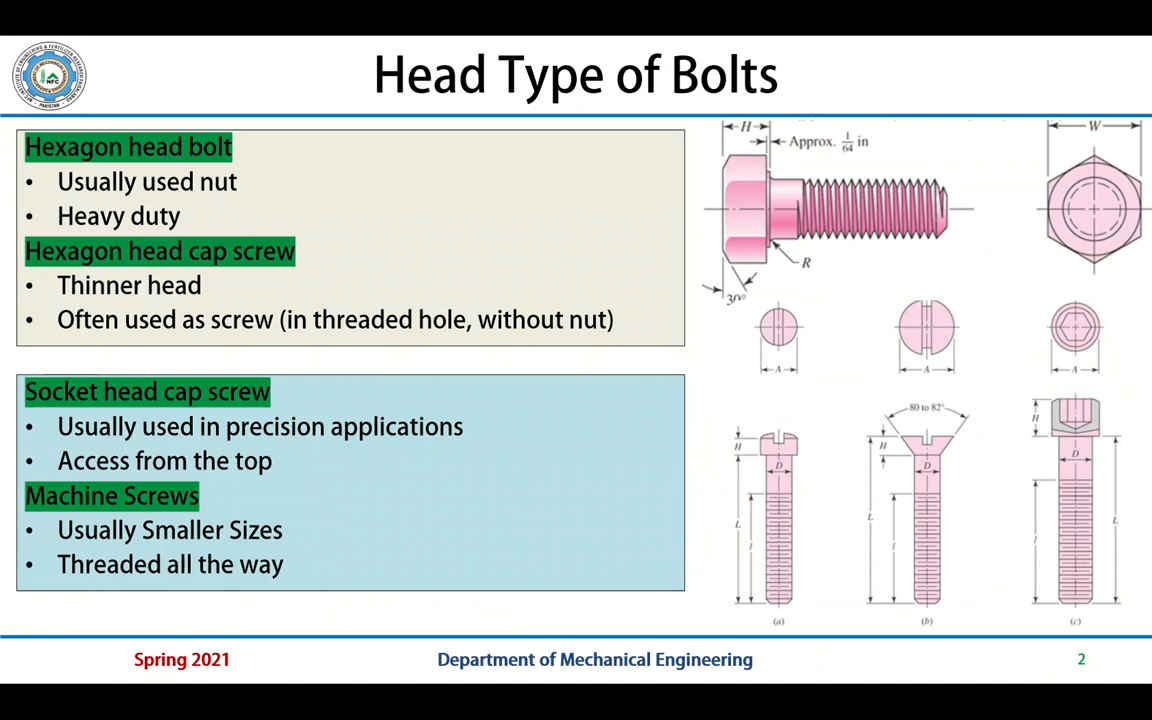 Head Type of Bolts
Hexagon head bolt
• Usually used nut
• Heavy duty
Hexagon head cap screw
• Thinner head
• Often used as screw (in threaded hole, without nut)
Socket head cap screw
• Usually used in precision applications
• Access from the top
Machine Screws
• Usually Smaller Sizes
• Threaded all the way
H
Approx. 1/64 in
W
R
30°
A
A
A
80 to 82°
H
D
L
l
H
D
L
l
H
D
L
l
(a)
(b)
(c)
NFC
Spring 2021
Department of Mechanical Engineering
2